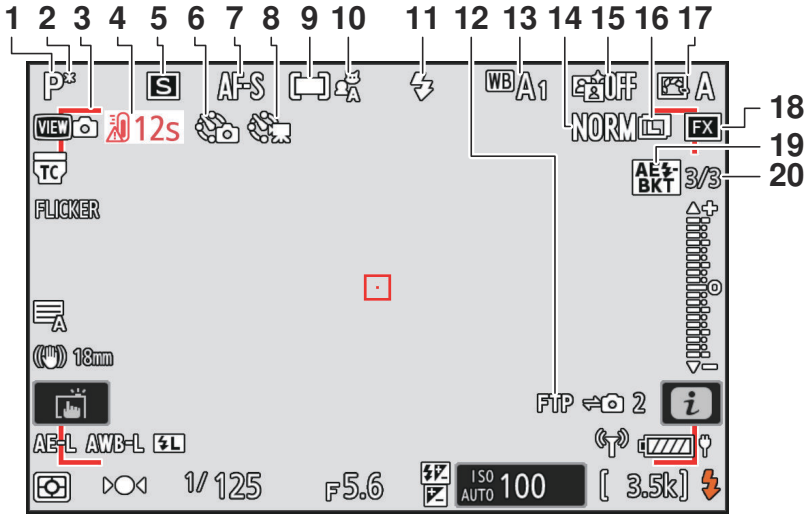 1 2 3 4 5 6 7 8 9 10 11 12 13 14 15 16 17
P* S AF-S WB A1 OFF A
VIEW 12s NORM L FX 18
TC AE BKT 3/3 19 20
FLICKER
A
18mm
FTP 2 i
AE-L AWB-L L
1/125 F5.6 ISO AUTO 100 [3.5k]